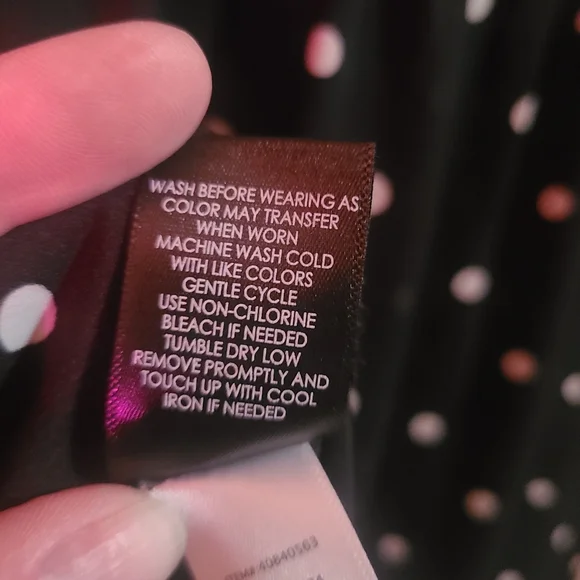 WASH BEFORE WEARING AS
COLOR MAY TRANSFER
WHEN WORN
MACHINE WASH COLD
WITH LIKE COLORS
GENTLE CYCLE
USE NON-CHLORINE
BLEACH IF NEEDED
TUMBLE DRY LOW
REMOVE PROMPTLY AND
TOUCH UP WITH COOL
IRON IF NEEDED